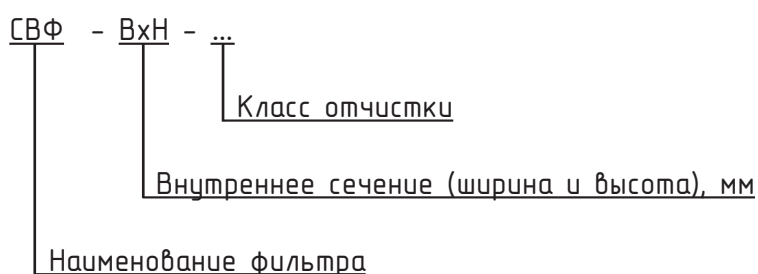 СВФ - ВхН - ...
Класс отчистки
Внутреннее сечение (ширина и высота), мм
Наименование фильтра